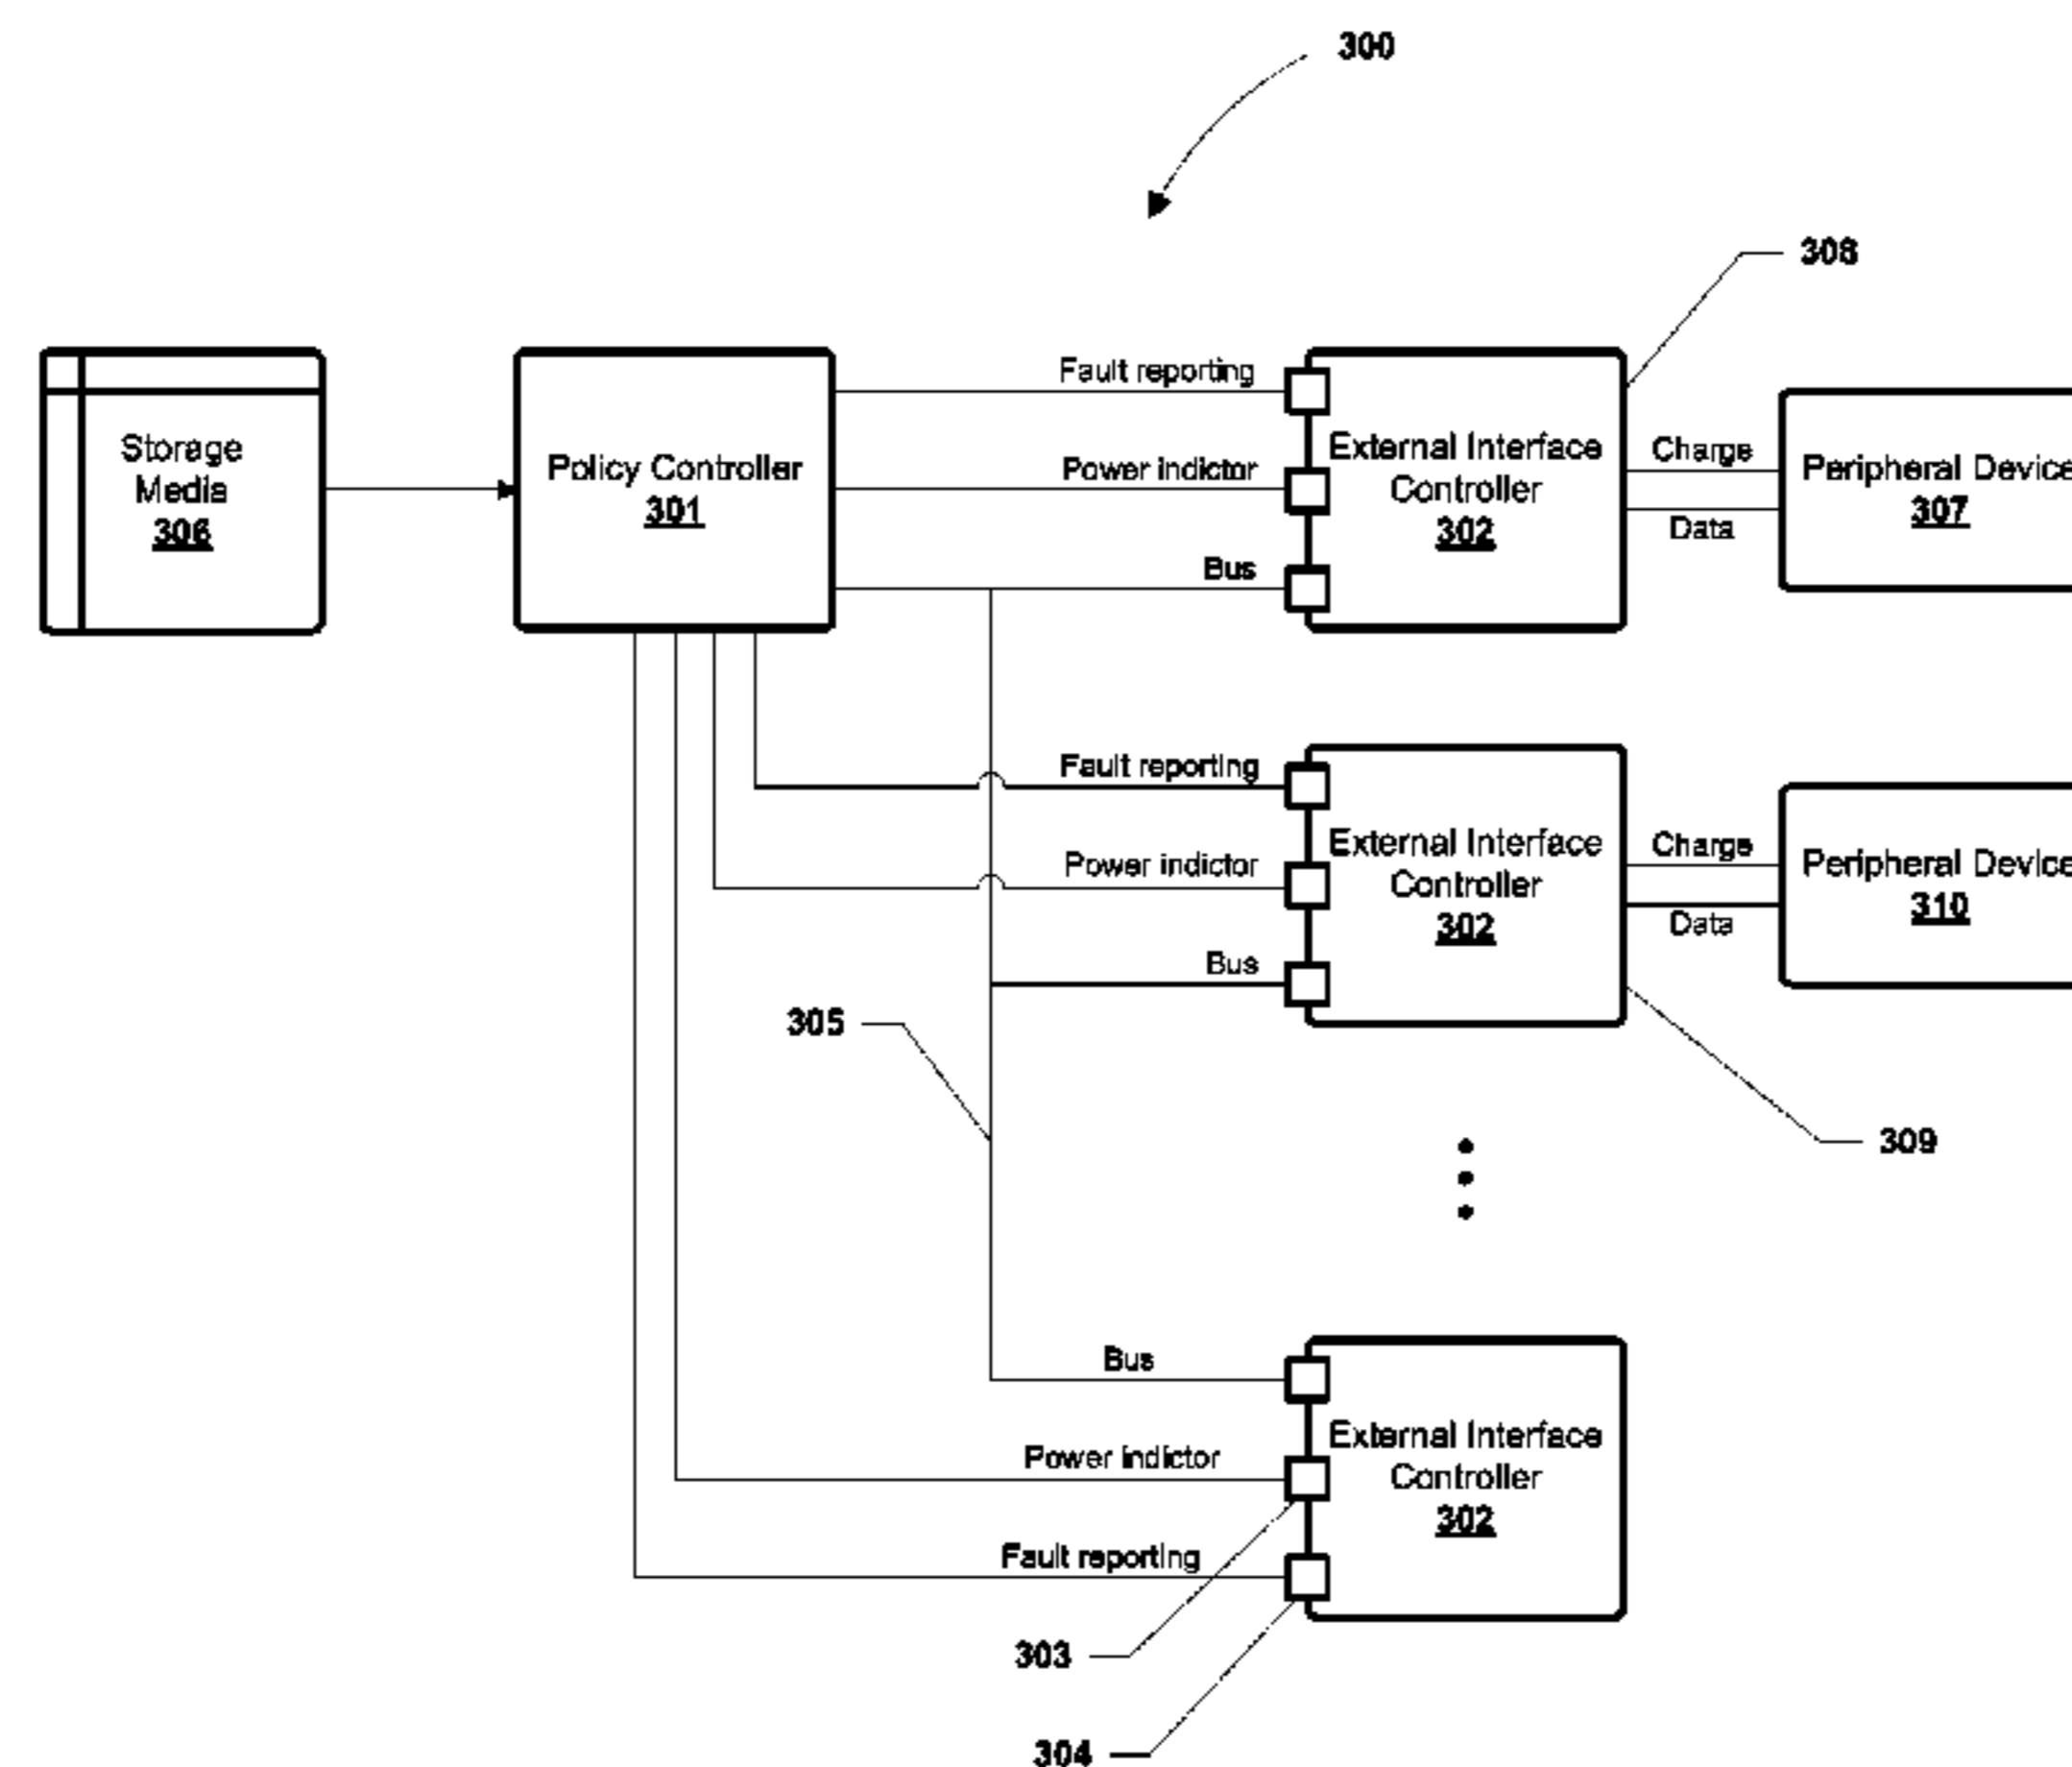 300
308
Fault reporting
Storage
Media
306
Policy Controller
301
Power indictor
Bus
External Interface
Controller
302
Charge
Data
Peripheral Device
307
Fault reporting
Power indictor
Bus
External Interface
Controller
302
Charge
Data
Peripheral Device
310
305
309
Bus
Power indictor
Fault reporting
External Interface
Controller
302
303
304